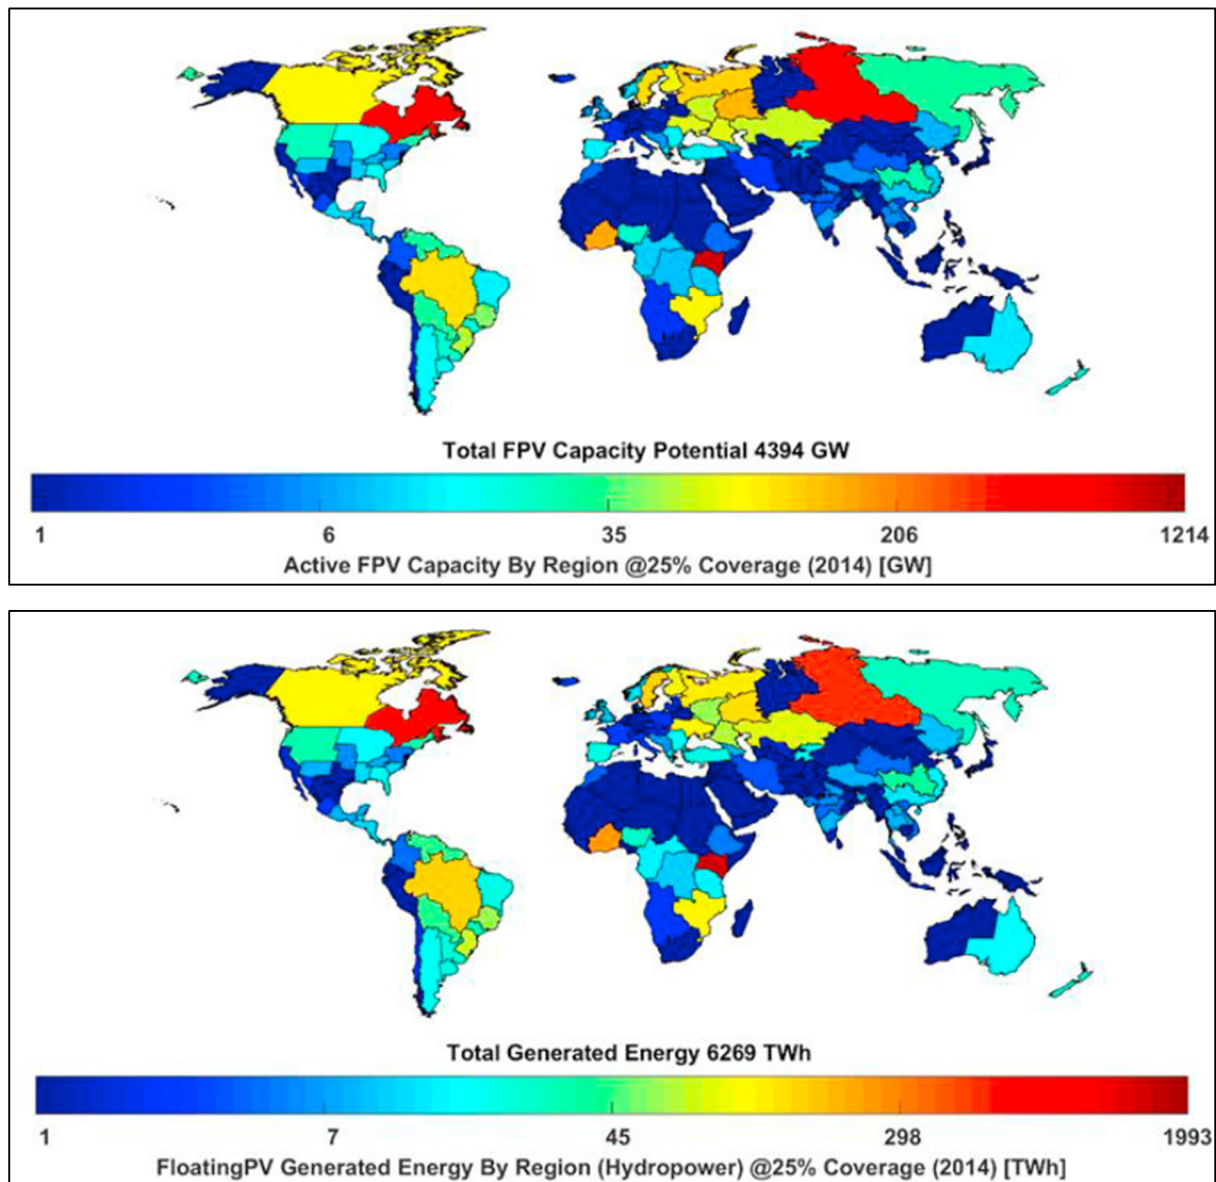 Total FPV Capacity Potential 4394 GW
1 6 35 206 1214
Active FPV Capacity By Region @25% Coverage (2014) [GW]
Total Generated Energy 6269 TWh
1 7 45 298 1993
FloatingPV Generated Energy By Region (Hydropower) @25% Coverage (2014) [TWh]